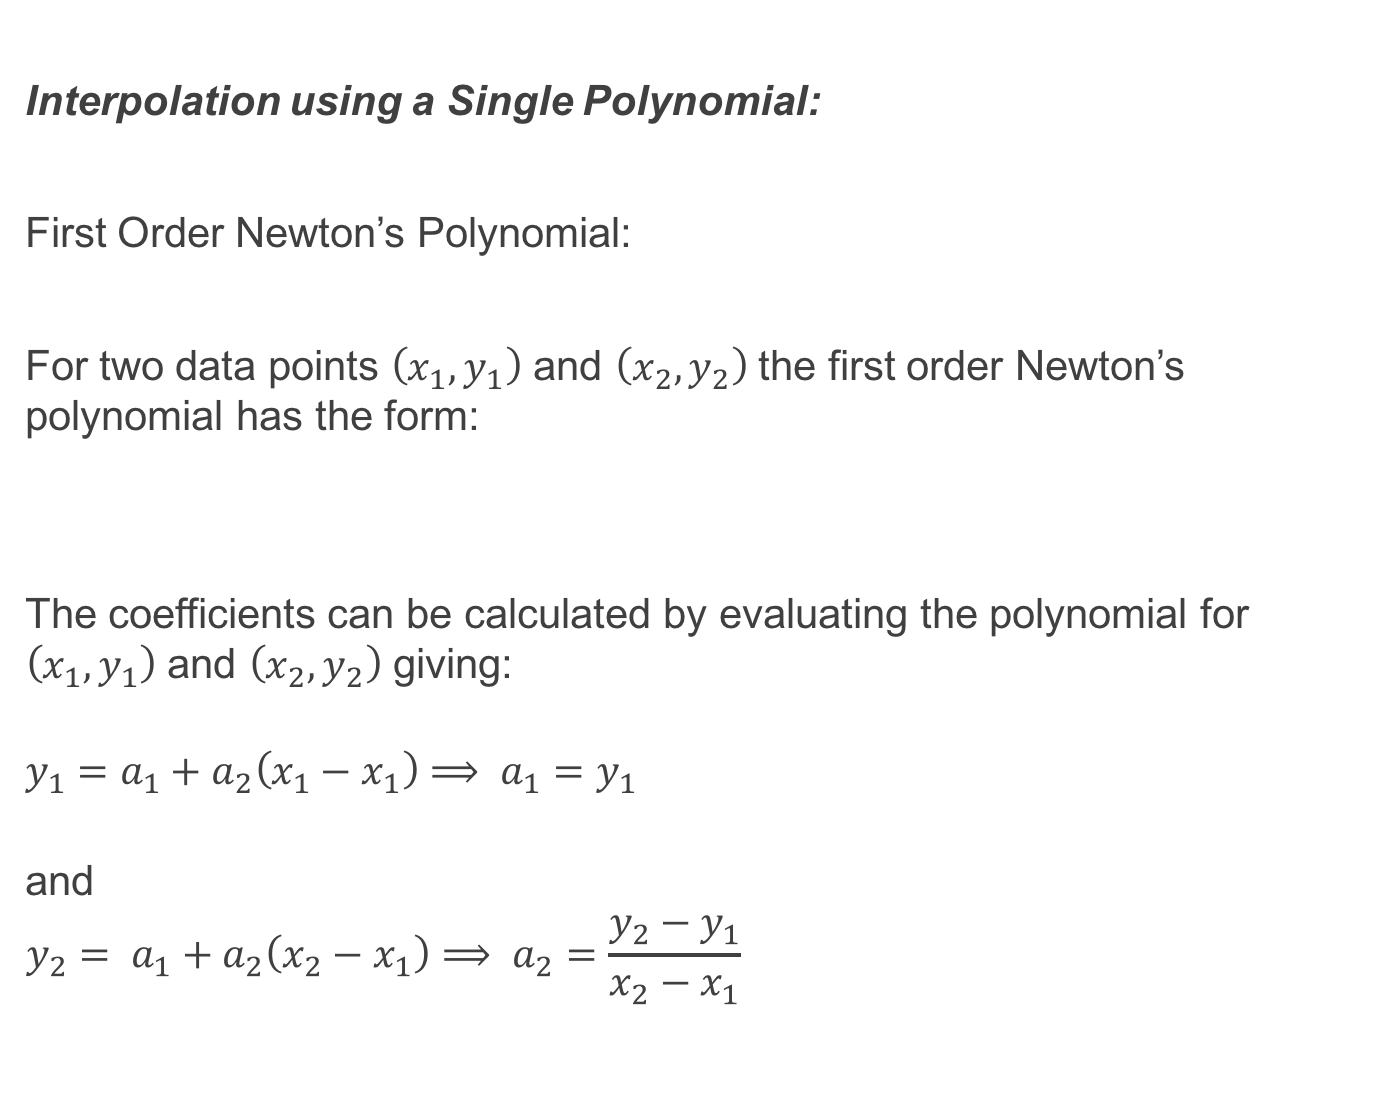 Interpolation using a Single Polynomial:
First Order Newton’s Polynomial:
For two data points (x₁, y₁) and (x₂, y₂) the first order Newton’s
polynomial has the form:
The coefficients can be calculated by evaluating the polynomial for
(x₁, y₁) and (x₂, y₂) giving:
y₁ = a₁ + a₂(x₁ − x₁) ⟹ a₁ = y₁
and
y₂ = a₁ + a₂(x₂ − x₁) ⟹ a₂ = (y₂ − y₁)/(x₂ − x₁)